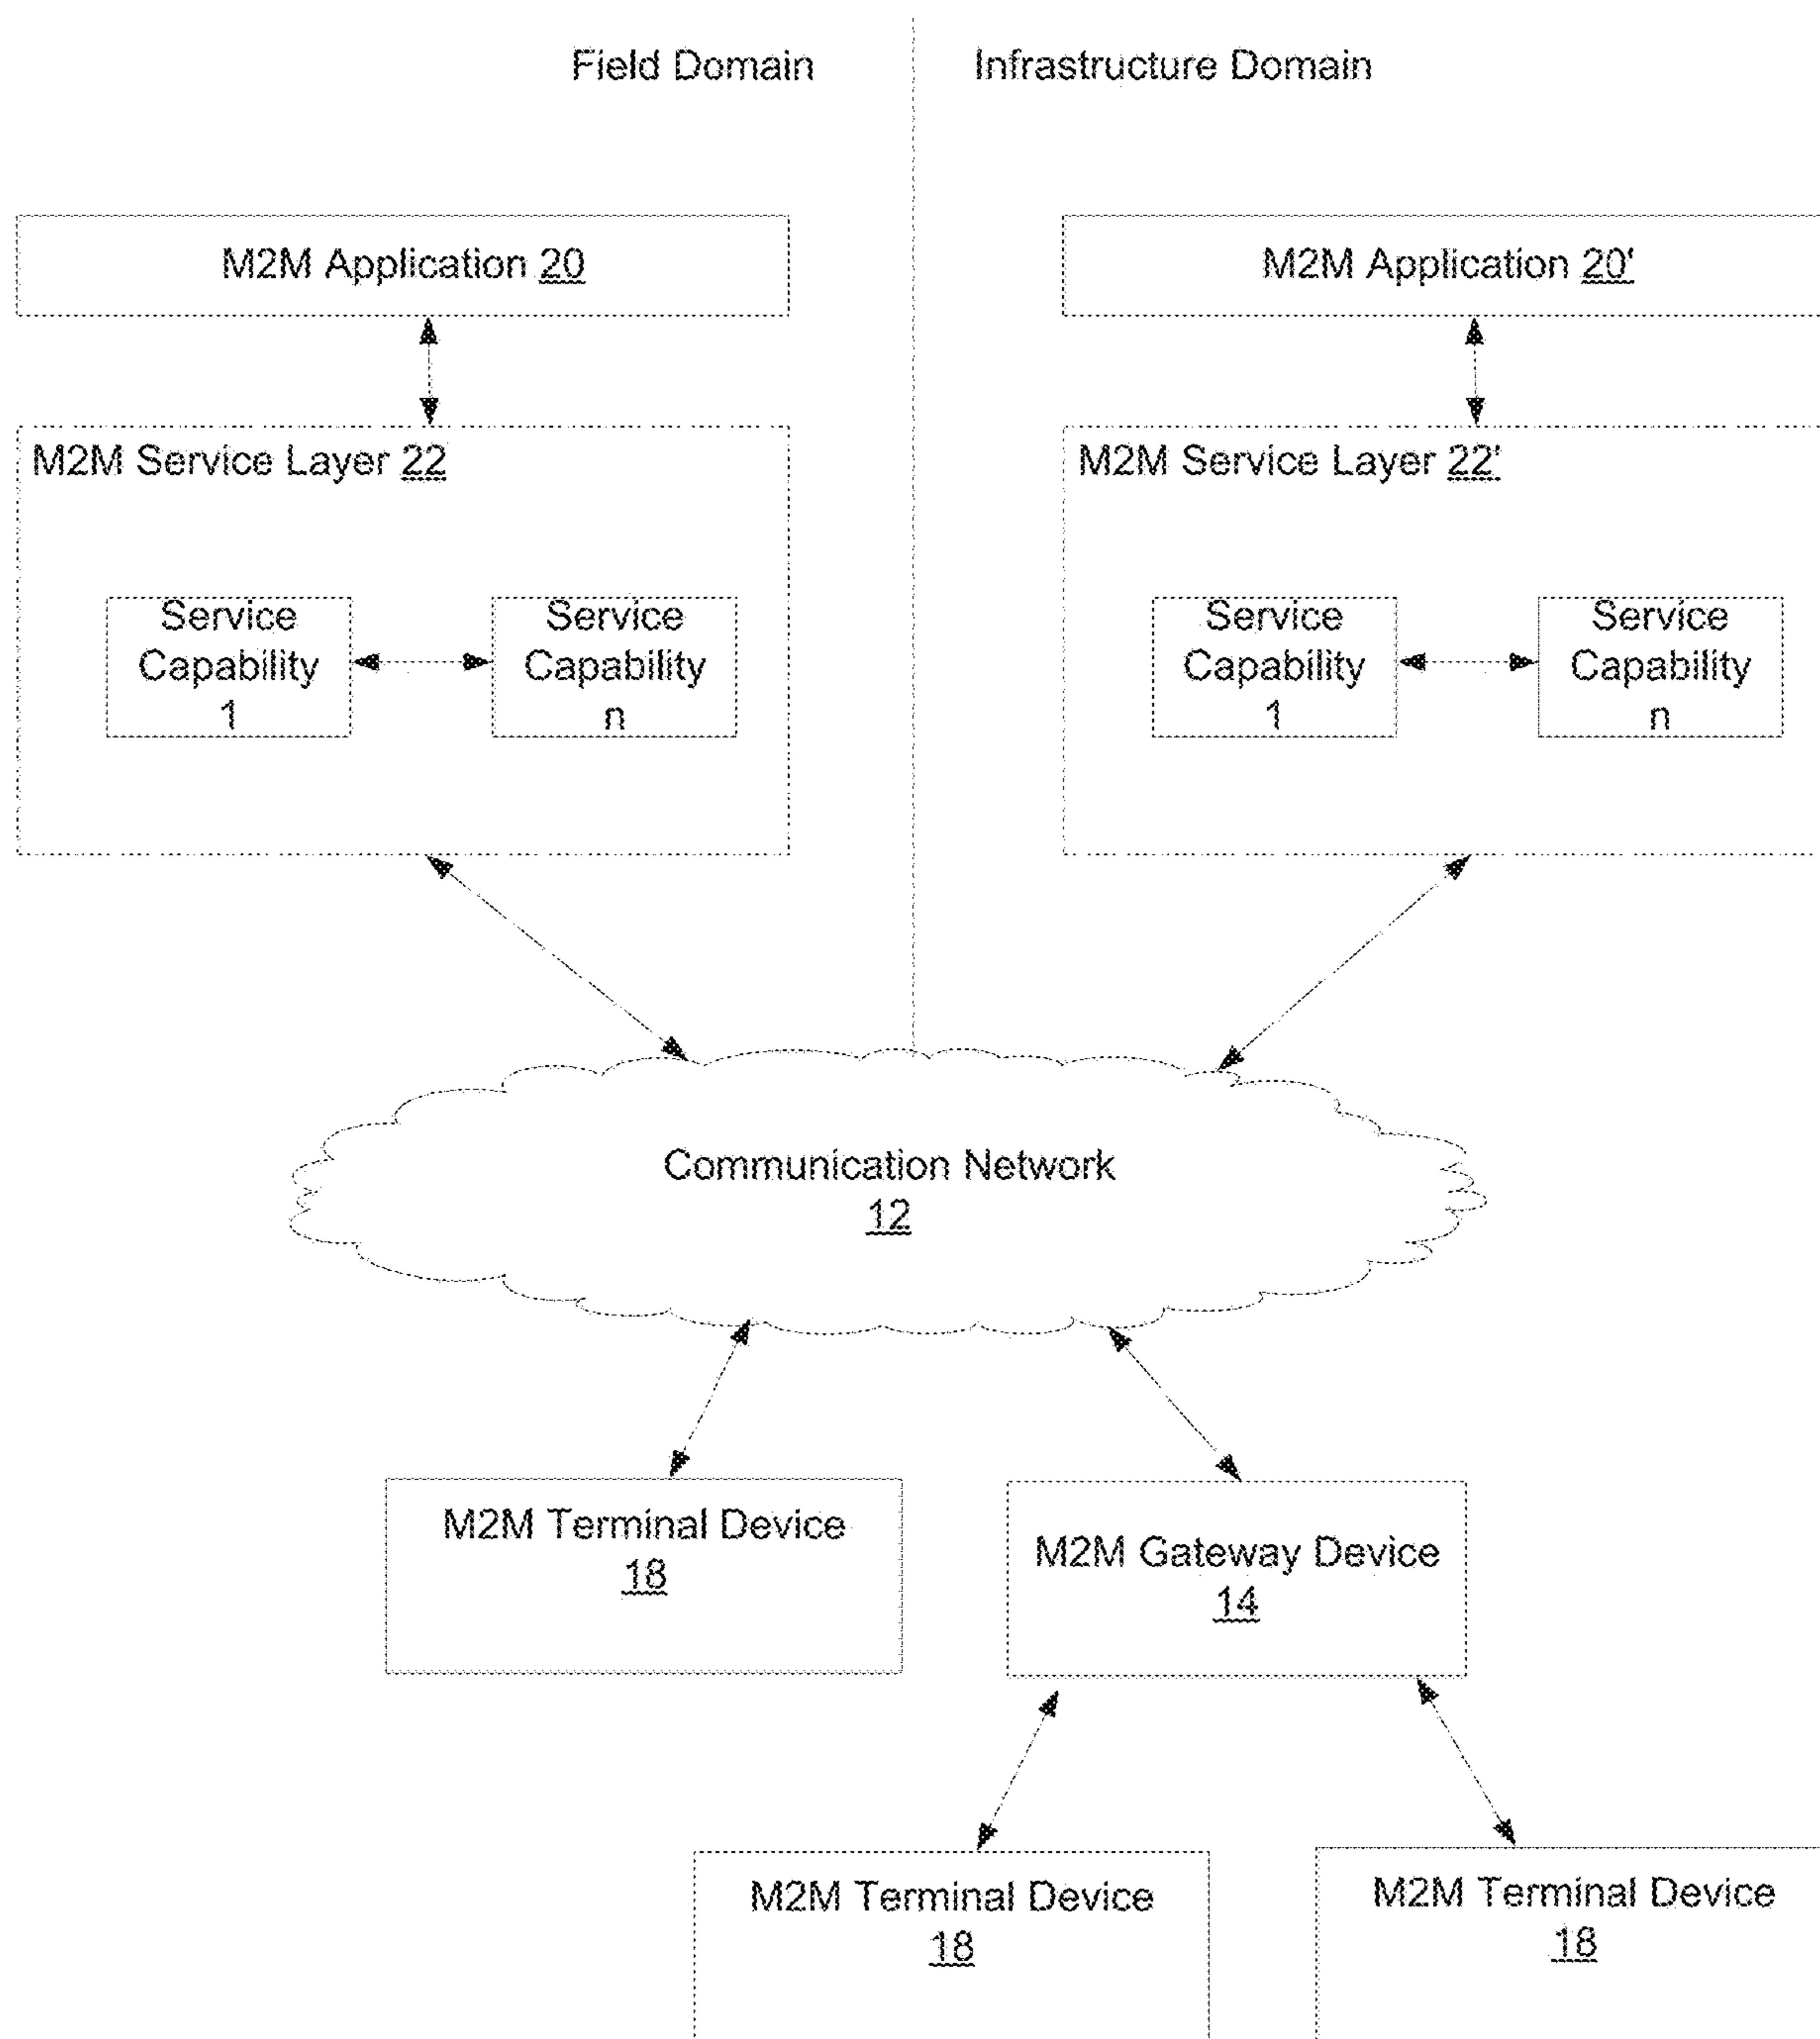 Field Domain
Infrastructure Domain
M2M Application 20
M2M Application 20'
M2M Service Layer 22
M2M Service Layer 22'
Service
Capability
1
Service
Capability
n
Service
Capability
1
Service
Capability
n
Communication Network
12
M2M Terminal Device
18
M2M Gateway Device
14
M2M Terminal Device
18
M2M Terminal Device
18